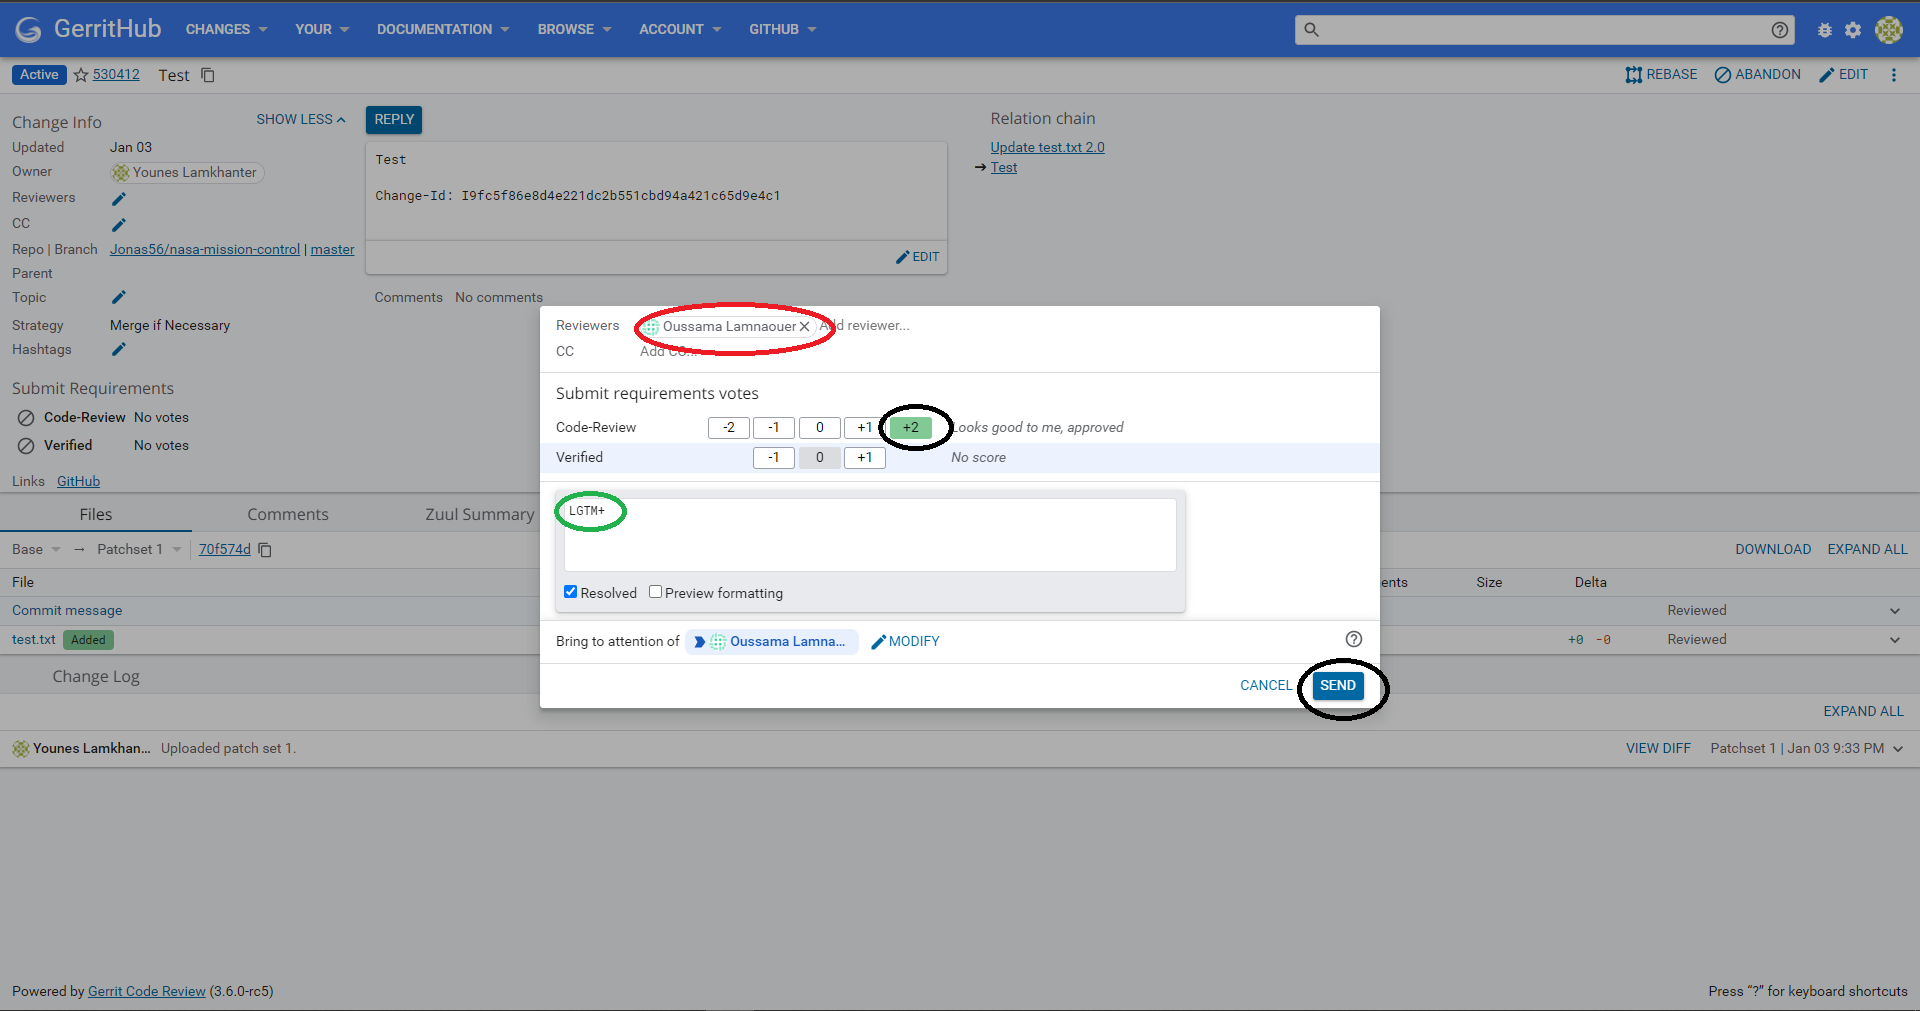 GerritHub CHANGES YOUR DOCUMENTATION BROWSE ACCOUNT GITHUB
Active 530412 Test REBASE ABANDON EDIT
Change Info SHOW LESS
Updated Jan 03
Owner Younes Lamkhanter
Reviewers
CC
Repo | Branch Jonas56/nasa-mission-control | master
Parent
Topic
Strategy Merge if Necessary
Hashtags
Submit Requirements
Code-Review No votes
Verified No votes
Links GitHub
REPLY
Test
Change-Id: I9fc5f86e8d4e221dc2b551cbd94a421c65d9e4c1
EDIT
Comments No comments
Relation chain
Update test.txt 2.0
→ Test
Reviewers Oussama Lamnaouer Add reviewer...
CC Add CC...
Submit requirements votes
Code-Review -2 -1 0 +1 +2 Looks good to me, approved
Verified -1 0 +1 No score
LGTM+
Resolved Preview formatting
Bring to attention of Oussama Lamna... MODIFY
CANCEL SEND
Files Comments Zuul Summary
Base → Patchset 1 70f574d DOWNLOAD EXPAND ALL
File ents Size Delta
Commit message Reviewed
test.txt Added +0 -0 Reviewed
Change Log
EXPAND ALL
Younes Lamkhan... Uploaded patch set 1. VIEW DIFF Patchset 1 | Jan 03 9:33 PM
Powered by Gerrit Code Review (3.6.0-rc5) Press “?” for keyboard shortcuts